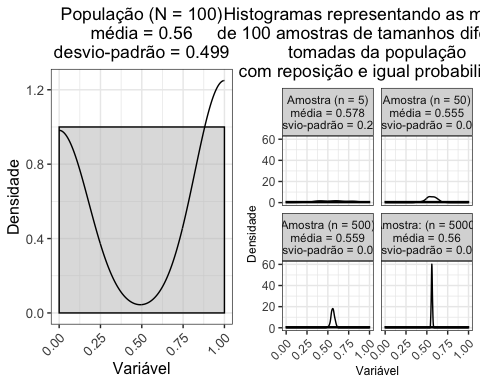 População (N = 100)
média = 0.56
desvio-padrão = 0.499
Densidade
1.2
0.8
0.4
0.0
0.00 0.25 0.50 0.75 1.00
Variável
Histogramas representando as m
de 100 amostras de tamanhos dif
tomadas da população
com reposição e igual probabili
Amostra (n = 5)
média = 0.578
svio-padrão = 0.2
Amostra (n = 50)
média = 0.555
svio-padrão = 0.0
Densidade
60
40
20
0
Amostra (n = 500)
média = 0.559
svio-padrão = 0.0
mostra: (n = 5000
média = 0.56
svio-padrão = 0.0
60
40
20
0
0.00 0.25 0.50 0.75 1.00
0.00 0.25 0.50 0.75 1.00
Variável